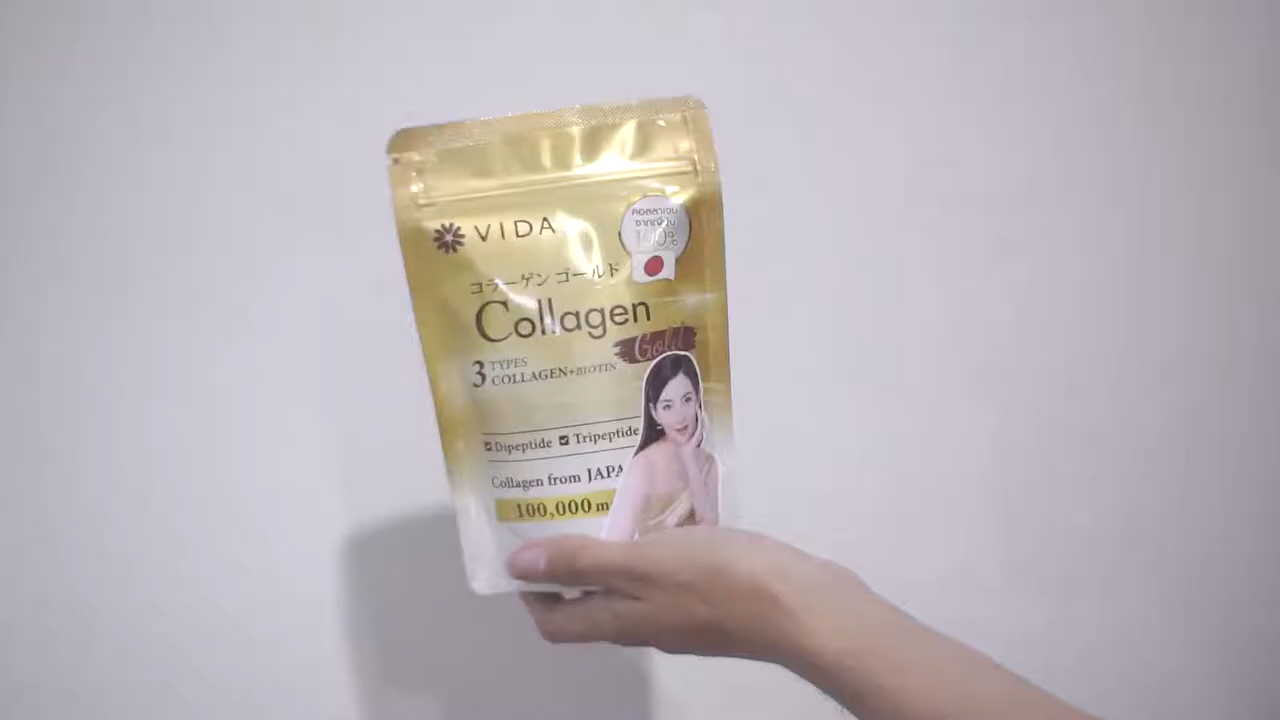 VIDA
คอลลาเจน
จากญี่ปุ่น
100%
コラーゲン ゴールド
Collagen
Gold
3 TYPES
COLLAGEN+BIOTIN
Dipeptide Tripeptide
Collagen from JAPA
100,000 m